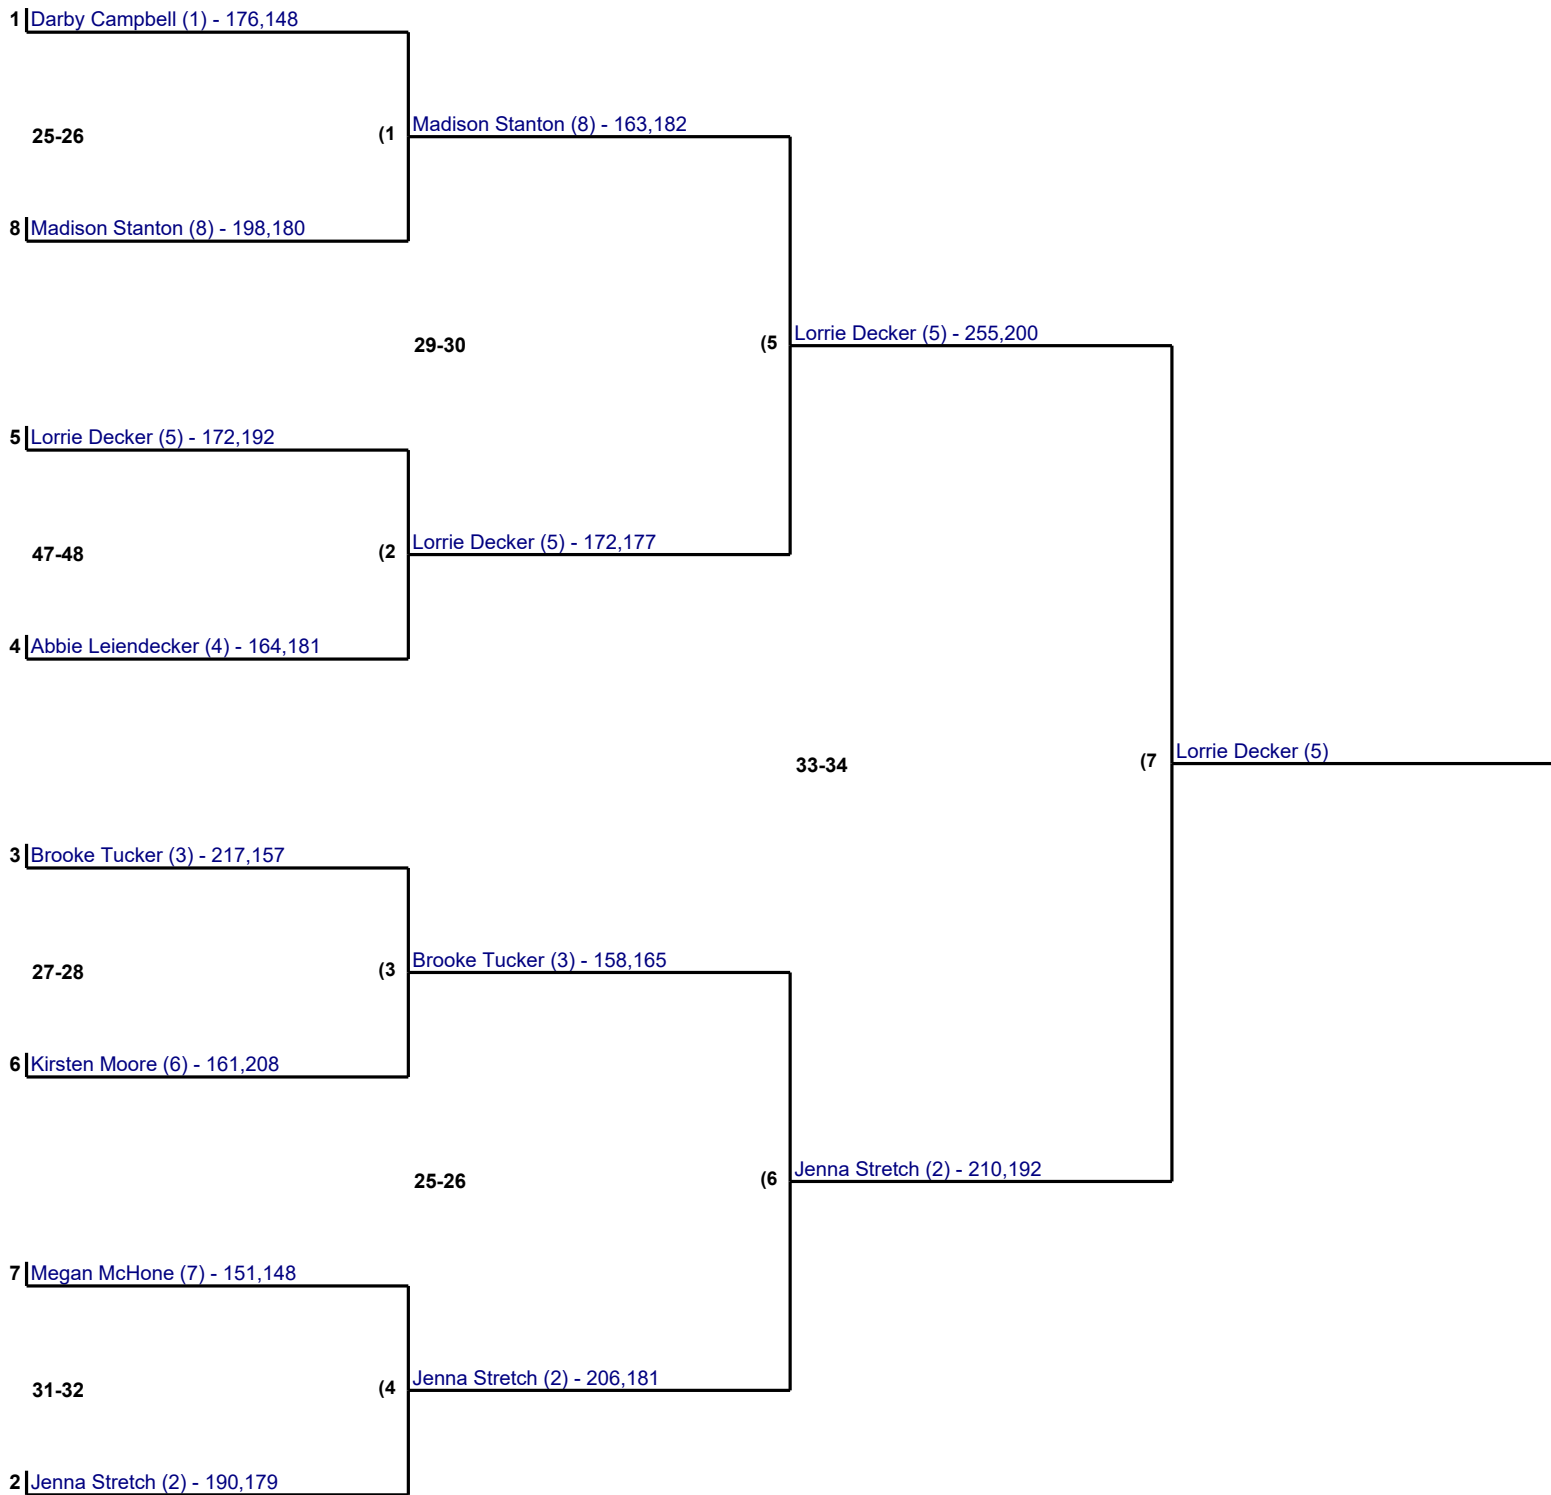 1 Darby Campbell (1) - 176,148
25-26 (1 Madison Stanton (8) - 163,182
8 Madison Stanton (8) - 198,180
29-30 (5 Lorrie Decker (5) - 255,200
5 Lorrie Decker (5) - 172,192
47-48 (2 Lorrie Decker (5) - 172,177
4 Abbie Leiendecker (4) - 164,181
33-34 (7 Lorrie Decker (5)
3 Brooke Tucker (3) - 217,157
27-28 (3 Brooke Tucker (3) - 158,165
6 Kirsten Moore (6) - 161,208
25-26 (6 Jenna Stretch (2) - 210,192
7 Megan McHone (7) - 151,148
31-32 (4 Jenna Stretch (2) - 206,181
2 Jenna Stretch (2) - 190,179